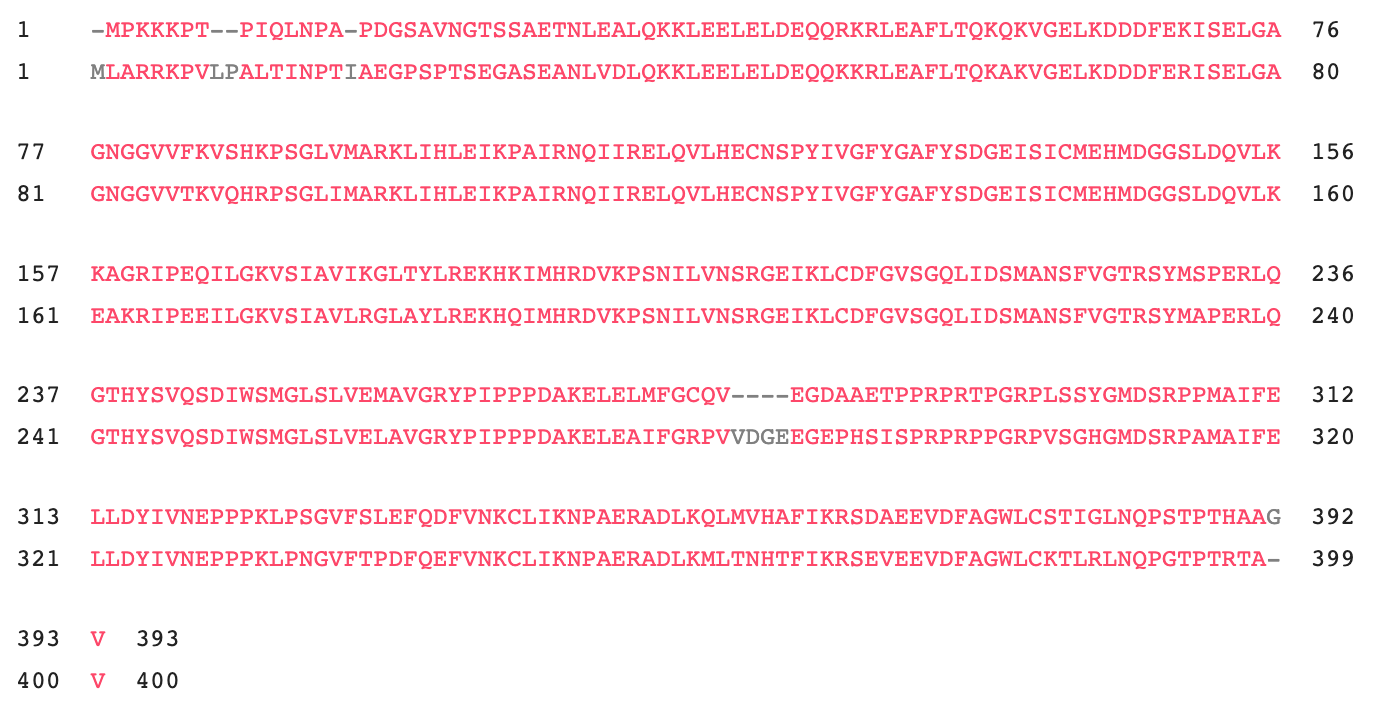 1 -MPKKKPT--PIQLNPA-PDGSAVNGTSSAETNLEALQKKLEELELDEQQRKRLEAFLTQKQKVGELKDDDFEKISELGA 76
1 MLARRKPVLPALTINPTIAEGPSPTSEGASEANLVDLQKKLEELELDEQQKKRLEAFLTQKAKVGELKDDDFERISELGA 80
77 GNGGVVFKVSHKPSGLVMARKLIHLEIKPAIRNQIIRELQVLHECNSPYIVGFYGAFYSDGEISICMEHMDGGSLDQVLK 156
81 GNGGVVTKVQHRPSGLIMARKLIHLEIKPAIRNQIIRELQVLHECNSPYIVGFYGAFYSDGEISICMEHMDGGSLDQVLK 160
157 KAGRIPEQILGKVSIAVIKGLTYLREKHKIMHRDVKPSNILVNSRGEIKLCDFGVSGQLIDSMANSFVGTRSYMSPERLQ 236
161 EAKRIPEEILGKVSIAVLRGLAYLREKHQIMHRDVKPSNILVNSRGEIKLCDFGVSGQLIDSMANSFVGTRSYMAPERLQ 240
237 GTHYSVQSDIWSMGLSLVEMAVGRYPIPPPDAKELELMFGCQV----EGDAAETPPRPRTPGRPLSSYGMDSRPPMAIFE 312
241 GTHYSVQSDIWSMGLSLVELAVGRYPIPPPDAKELEAIFGRPVVDGEEGEPHSISPRPRPPGRPVSGHGMDSRPAMAIFE 320
313 LLDYIVNEPPPKLPSGVFSLEFQDFVNKCLIKNPAERADLKQLMVHAFIKRSDAEEVDFAGWLCSTIGLNQPSTPTHAAG 392
321 LLDYIVNEPPPKLPNGVFTPDFQEFVNKCLIKNPAERADLKMLTNHTFIKRSEVEEVDFAGWLCKTLRLNQPGTPTRTA- 399
393 V 393
400 V 400